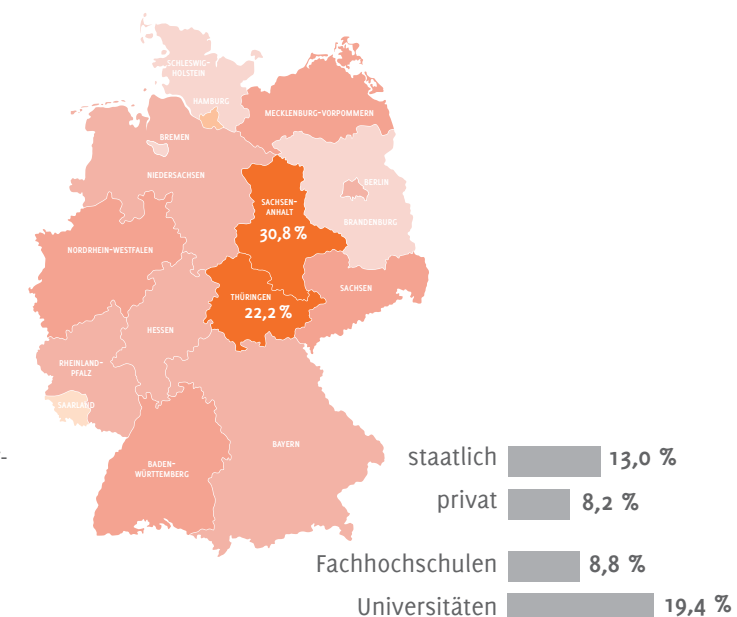 SCHLESWIG-
HOLSTEIN
HAMBURG
MECKLENBURG-VORPOMMERN
BREMEN
NIEDERSACHSEN
BERLIN
BRANDENBURG
SACHSEN-
ANHALT
30,8 %
NORDRHEIN-WESTFALEN
SACHSEN
THÜRINGEN
22,2 %
HESSEN
RHEINLAND-
PFALZ
SAARLAND
BAYERN
BADEN-
WÜRTTEMBERG
-
staatlich 13,0 %
privat 8,2 %
Fachhochschulen 8,8 %
Universitäten 19,4 %